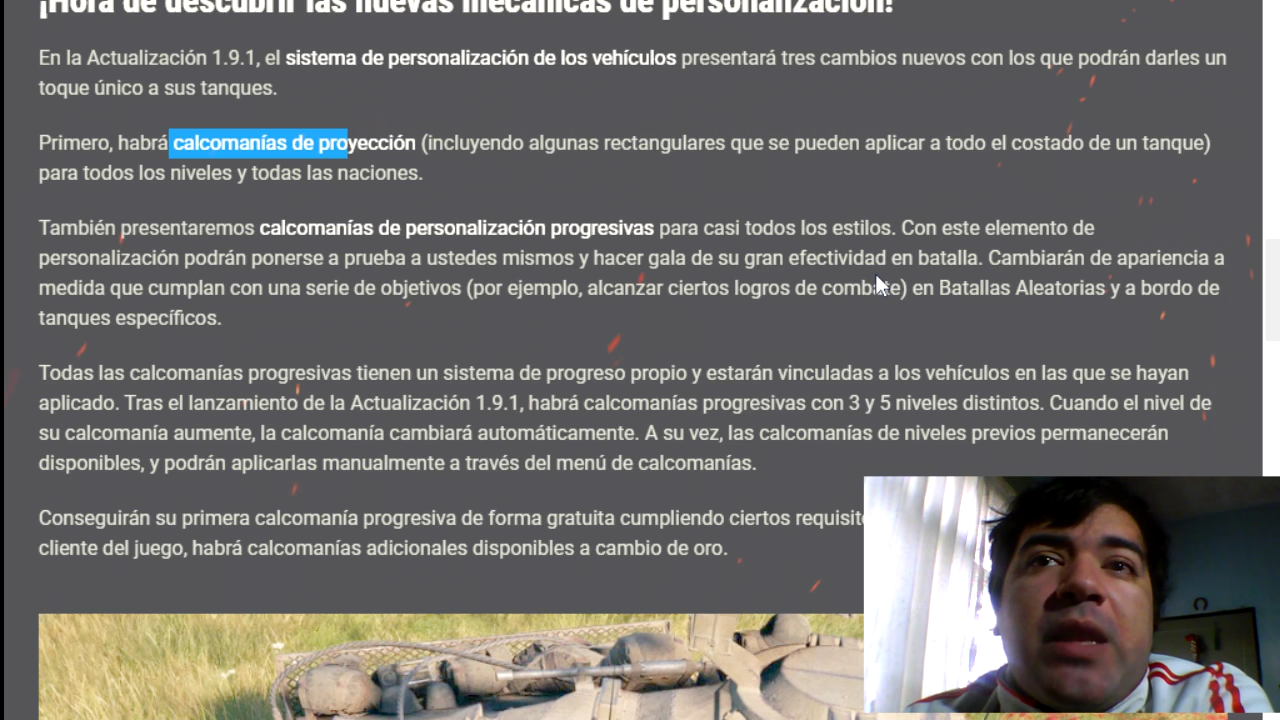 ¡Hora de descubrir las nuevas mecánicas de personalización!
En la Actualización 1.9.1, el sistema de personalización de los vehículos presentará tres cambios nuevos con los que podrán darles un
toque único a sus tanques.
Primero, habrá calcomanías de proyección (incluyendo algunas rectangulares que se pueden aplicar a todo el costado de un tanque)
para todos los niveles y todas las naciones.
También presentaremos calcomanías de personalización progresivas para casi todos los estilos. Con este elemento de
personalización podrán ponerse a prueba a ustedes mismos y hacer gala de su gran efectividad en batalla. Cambiarán de apariencia a
medida que cumplan con una serie de objetivos (por ejemplo, alcanzar ciertos logros de combate) en Batallas Aleatorias y a bordo de
tanques específicos.
Todas las calcomanías progresivas tienen un sistema de progreso propio y estarán vinculadas a los vehículos en las que se hayan
aplicado. Tras el lanzamiento de la Actualización 1.9.1, habrá calcomanías progresivas con 3 y 5 niveles distintos. Cuando el nivel de
su calcomanía aumente, la calcomanía cambiará automáticamente. A su vez, las calcomanías de niveles previos permanecerán
disponibles, y podrán aplicarlas manualmente a través del menú de calcomanías.
Conseguirán su primera calcomanía progresiva de forma gratuita cumpliendo ciertos
cliente del juego, habrá calcomanías adicionales disponibles a cambio de oro.